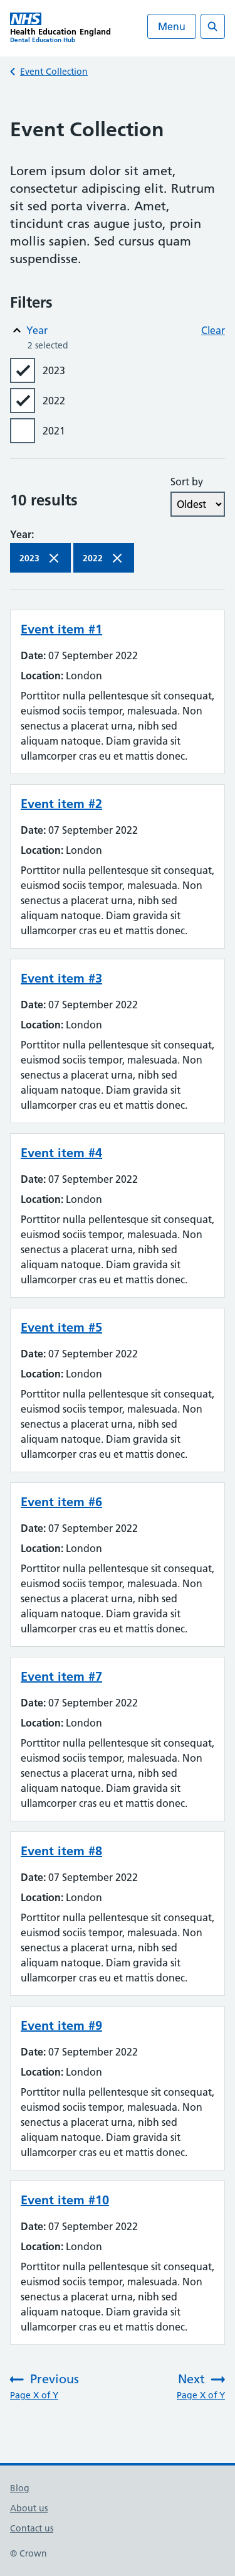 NHS
Health Education England
Dental Education Hub
Menu
Event Collection
Event Collection
Lorem ipsum dolor sit amet,
consectetur adipiscing elit. Rutrum
sit sed porta viverra. Amet,
tincidunt cras augue justo, proin
mollis sapien. Sed cursus quam
suspendisse.
Filters
Year
Clear
2 selected
2023
2022
2021
Sort by
10 results
Oldest
Year:
2023
2022
Event item #1
Date: 07 September 2022
Location: London
Porttitor nulla pellentesque sit consequat,
euismod sociis tempor, malesuada. Non
senectus a placerat urna, nibh sed
aliquam natoque. Diam gravida sit
ullamcorper cras eu et mattis donec.
Event item #2
Date: 07 September 2022
Location: London
Porttitor nulla pellentesque sit consequat,
euismod sociis tempor, malesuada. Non
senectus a placerat urna, nibh sed
aliquam natoque. Diam gravida sit
ullamcorper cras eu et mattis donec.
Event item #3
Date: 07 September 2022
Location: London
Porttitor nulla pellentesque sit consequat,
euismod sociis tempor, malesuada. Non
senectus a placerat urna, nibh sed
aliquam natoque. Diam gravida sit
ullamcorper cras eu et mattis donec.
Event item #4
Date: 07 September 2022
Location: London
Porttitor nulla pellentesque sit consequat,
euismod sociis tempor, malesuada. Non
senectus a placerat urna, nibh sed
aliquam natoque. Diam gravida sit
ullamcorper cras eu et mattis donec.
Event item #5
Date: 07 September 2022
Location: London
Porttitor nulla pellentesque sit consequat,
euismod sociis tempor, malesuada. Non
senectus a placerat urna, nibh sed
aliquam natoque. Diam gravida sit
ullamcorper cras eu et mattis donec.
Event item #6
Date: 07 September 2022
Location: London
Porttitor nulla pellentesque sit consequat,
euismod sociis tempor, malesuada. Non
senectus a placerat urna, nibh sed
aliquam natoque. Diam gravida sit
ullamcorper cras eu et mattis donec.
Event item #7
Date: 07 September 2022
Location: London
Porttitor nulla pellentesque sit consequat,
euismod sociis tempor, malesuada. Non
senectus a placerat urna, nibh sed
aliquam natoque. Diam gravida sit
ullamcorper cras eu et mattis donec.
Event item #8
Date: 07 September 2022
Location: London
Porttitor nulla pellentesque sit consequat,
euismod sociis tempor, malesuada. Non
senectus a placerat urna, nibh sed
aliquam natoque. Diam gravida sit
ullamcorper cras eu et mattis donec.
Event item #9
Date: 07 September 2022
Location: London
Porttitor nulla pellentesque sit consequat,
euismod sociis tempor, malesuada. Non
senectus a placerat urna, nibh sed
aliquam natoque. Diam gravida sit
ullamcorper cras eu et mattis donec.
Event item #10
Date: 07 September 2022
Location: London
Porttitor nulla pellentesque sit consequat,
euismod sociis tempor, malesuada. Non
senectus a placerat urna, nibh sed
aliquam natoque. Diam gravida sit
ullamcorper cras eu et mattis donec.
Previous
Page X of Y
Next
Page X of Y
Blog
About us
Contact us
© Crown